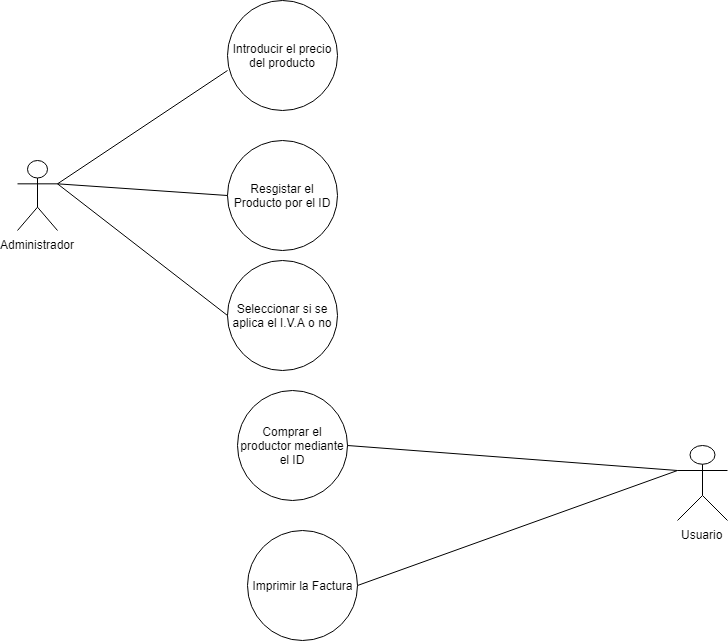 Introducir el precio
del producto
Resgistar el
Producto por el ID
Administrador
Seleccionar si se
aplica el I.V.A o no
Comprar el
productor mediante
el ID
Usuario
Imprimir la Factura